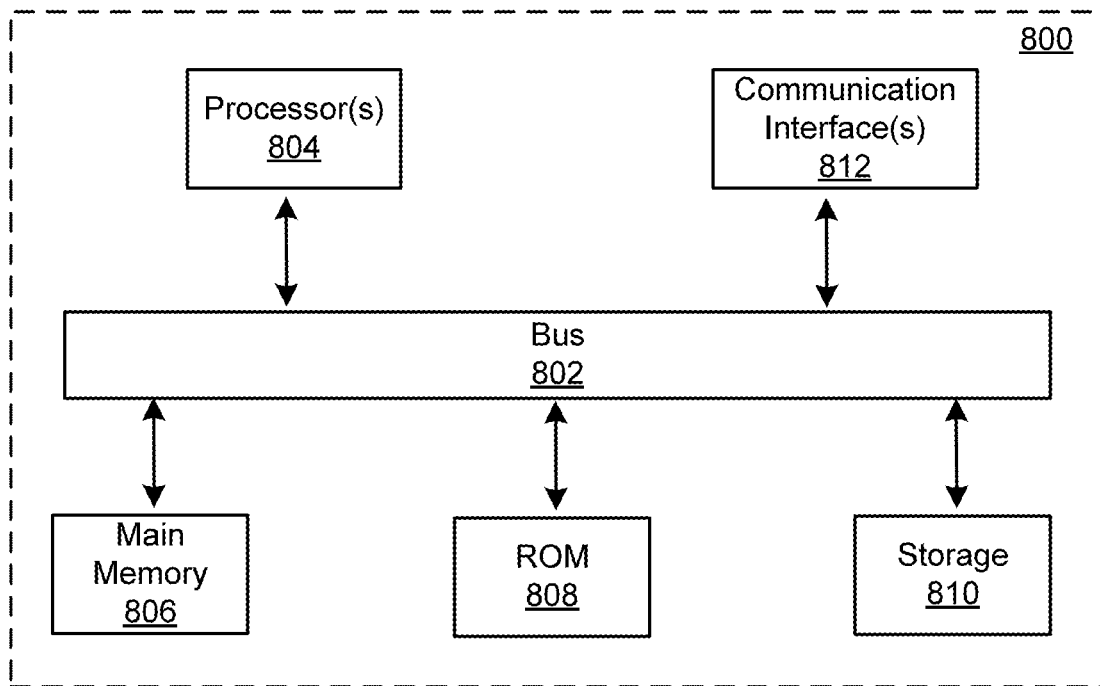 800
Processor(s)
804
Communication
Interface(s)
812
Bus
802
Main
Memory
806
ROM
808
Storage
810